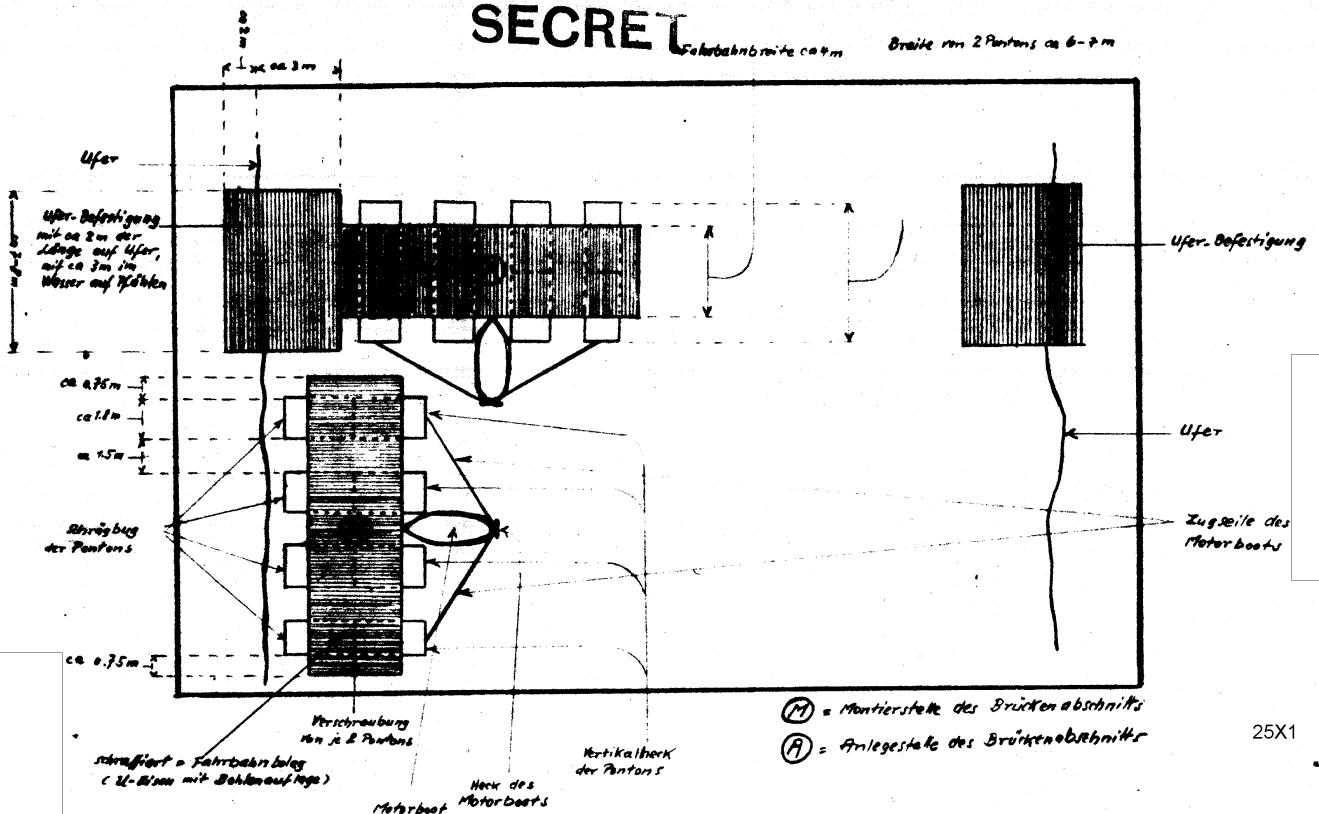 SECRET
Fahrbahnbreite ca 4m
Breite von 2 Pontons ca 6-7m
ca 3m
Ufer
Ufer-Befestigung
mit ca 2m der
Länge auf Ufer,
mit ca 3m im
Wasser auf Pfählen
Ufer-Befestigung
ca 0.75m
ca 1.8m
ca 1.5m
Ufer
Schrägbug
der Pontons
Zugseile des
Motorboots
ca 0.75m
Verschraubung
von je 2 Pontons
schraffiert = Fahrbahnbelag
(U-Eisen mit Bohlenauflage)
Motorboot
Heck des
Motorboots
Vertikalheck
der Pontons
M = Montierstelle des Brückenabschnitts
A = Anlegestelle des Brückenabschnitts
25X1